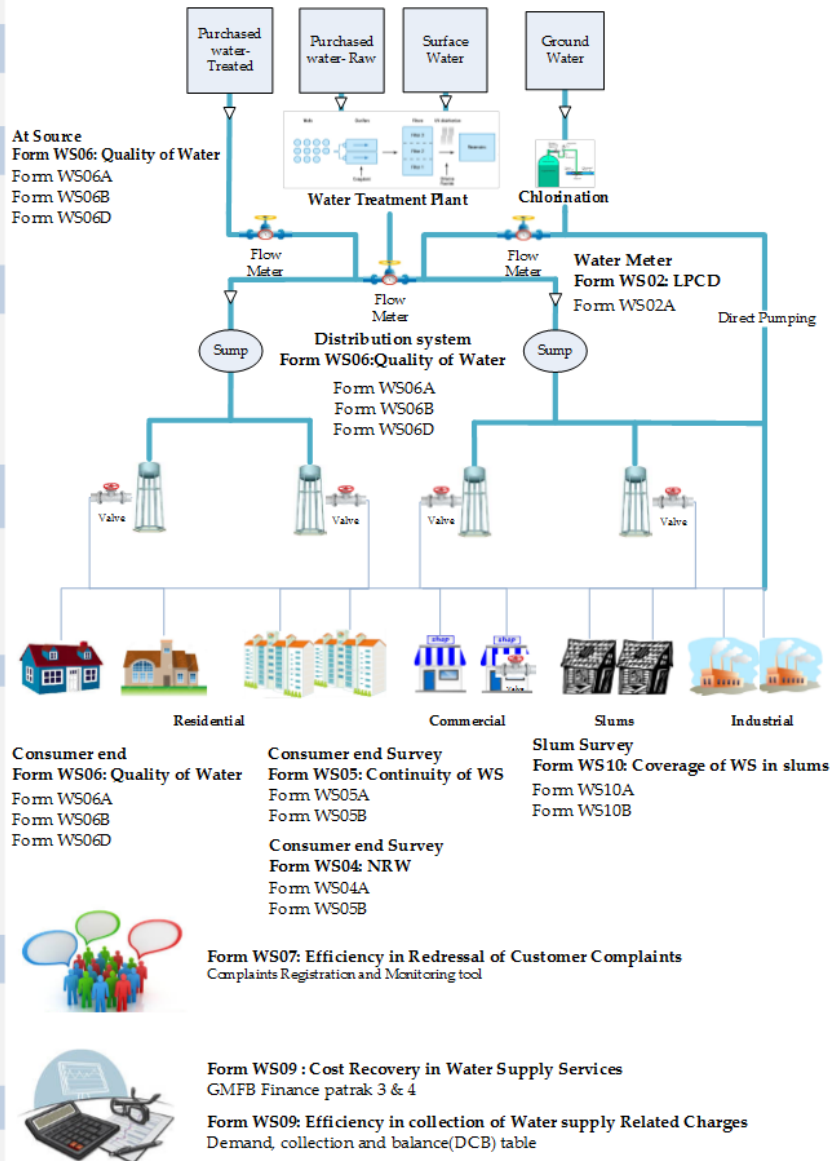 Purchased
water-
Treated
Purchased
water- Raw
Surface
Water
Ground
Water
At Source
Form WS06: Quality of Water
Form WS06A
Form WS06B
Form WS06D
Water Treatment Plant
Chlorination
Flow
Meter
Flow
Meter
Flow
Meter
Water Meter
Form WS02: LPCD
Form WS02A
Direct Pumping
Sump
Distribution system
Form WS06:Quality of Water
Form WS06A
Form WS06B
Form WS06D
Sump
Valve
Valve
Valve
Valve
shop
shop
Valve
Residential
Commercial
Slums
Industrial
Consumer end
Form WS06: Quality of Water
Form WS06A
Form WS06B
Form WS06D
Consumer end Survey
Form WS05: Continuity of WS
Form WS05A
Form WS05B
Consumer end Survey
Form WS04: NRW
Form WS04A
Form WS05B
Slum Survey
Form WS10: Coverage of WS in slums
Form WS10A
Form WS10B
Form WS07: Efficiency in Redressal of Customer Complaints
Complaints Registration and Monitoring tool
Form WS09 : Cost Recovery in Water Supply Services
GMFB Finance patrak 3 & 4
Form WS09: Efficiency in collection of Water supply Related Charges
Demand, collection and balance(DCB) table